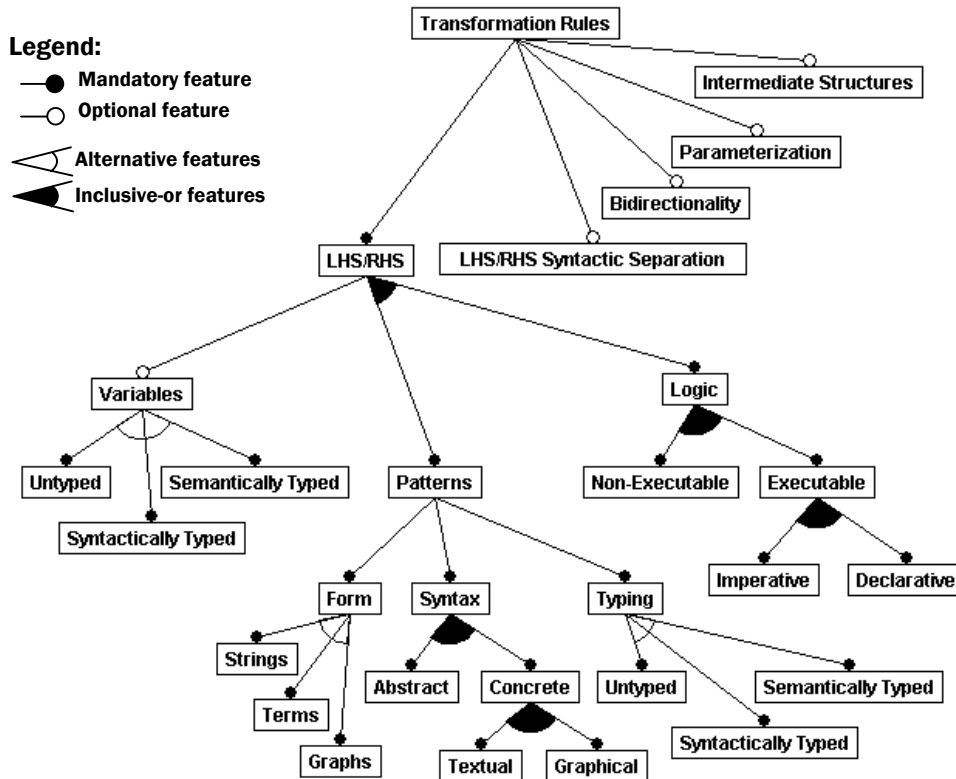 Transformation Rules
Legend:
Mandatory feature
Optional feature
Alternative features
Inclusive-or features
Intermediate Structures
Parameterization
Bidirectionality
LHS/RHS
LHS/RHS Syntactic Separation
Variables
Logic
Untyped
Semantically Typed
Syntactically Typed
Patterns
Non-Executable
Executable
Imperative
Declarative
Form
Syntax
Typing
Strings
Terms
Graphs
Abstract
Concrete
Textual
Graphical
Untyped
Semantically Typed
Syntactically Typed